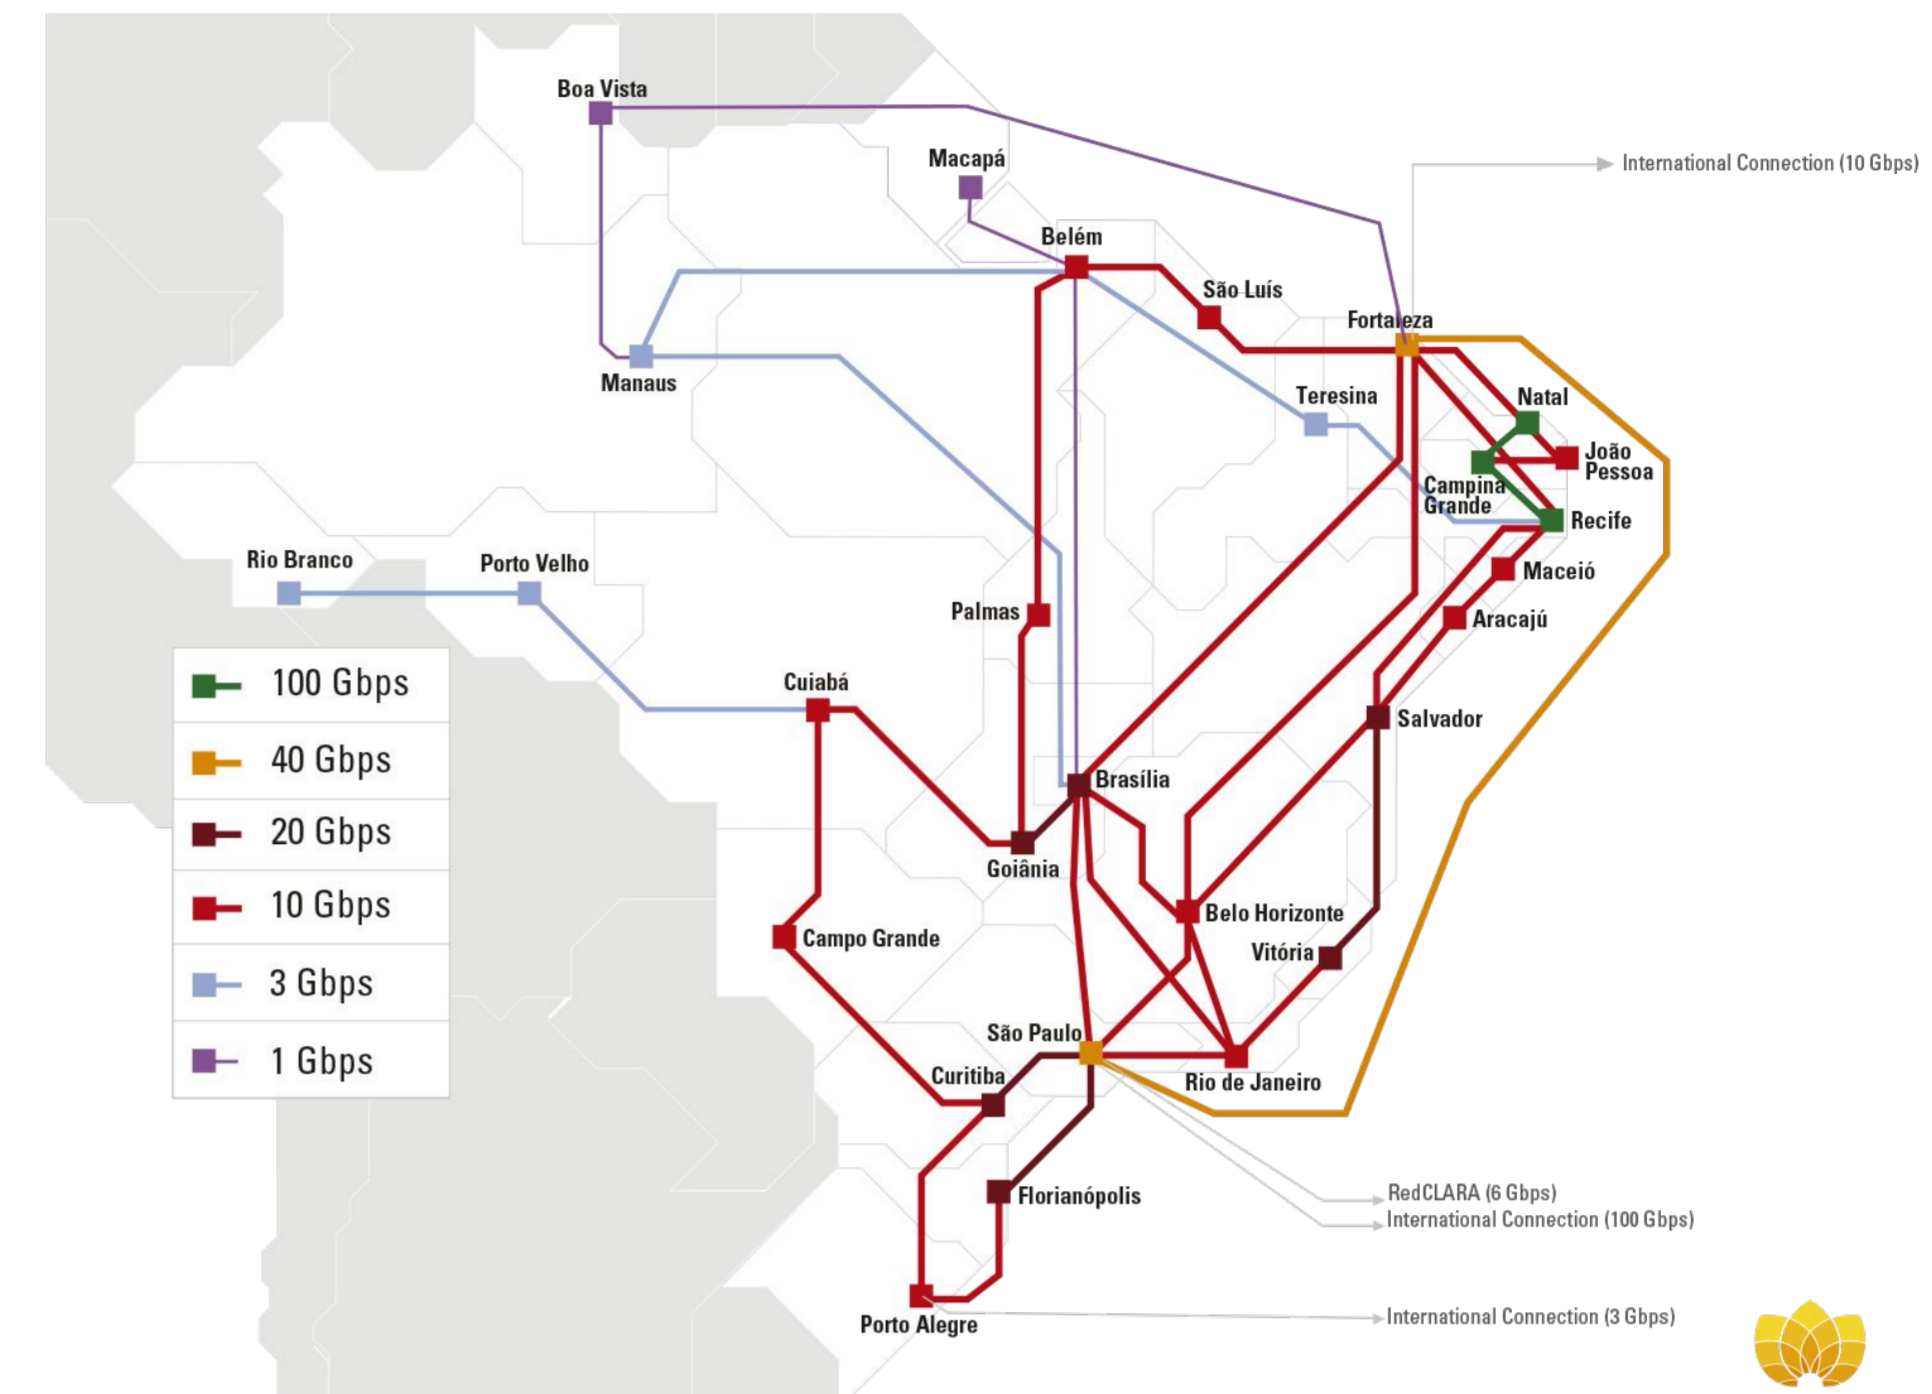 Boa Vista
Macapá
International Connection (10 Gbps)
Belém
São Luís
Fortaleza
Manaus
Teresina
Natal
João
Pessoa
Campina
Grande
Recife
Rio Branco
Porto Velho
Maceió
Palmas
Aracajú
100 Gbps
Cuiabá
Salvador
40 Gbps
Brasília
20 Gbps
Goiânia
10 Gbps
Belo Horizonte
Campo Grande
Vitória
3 Gbps
São Paulo
1 Gbps
Curitiba
Rio de Janeiro
Florianópolis
RedCLARA (6 Gbps)
International Connection (100 Gbps)
Porto Alegre
International Connection (3 Gbps)